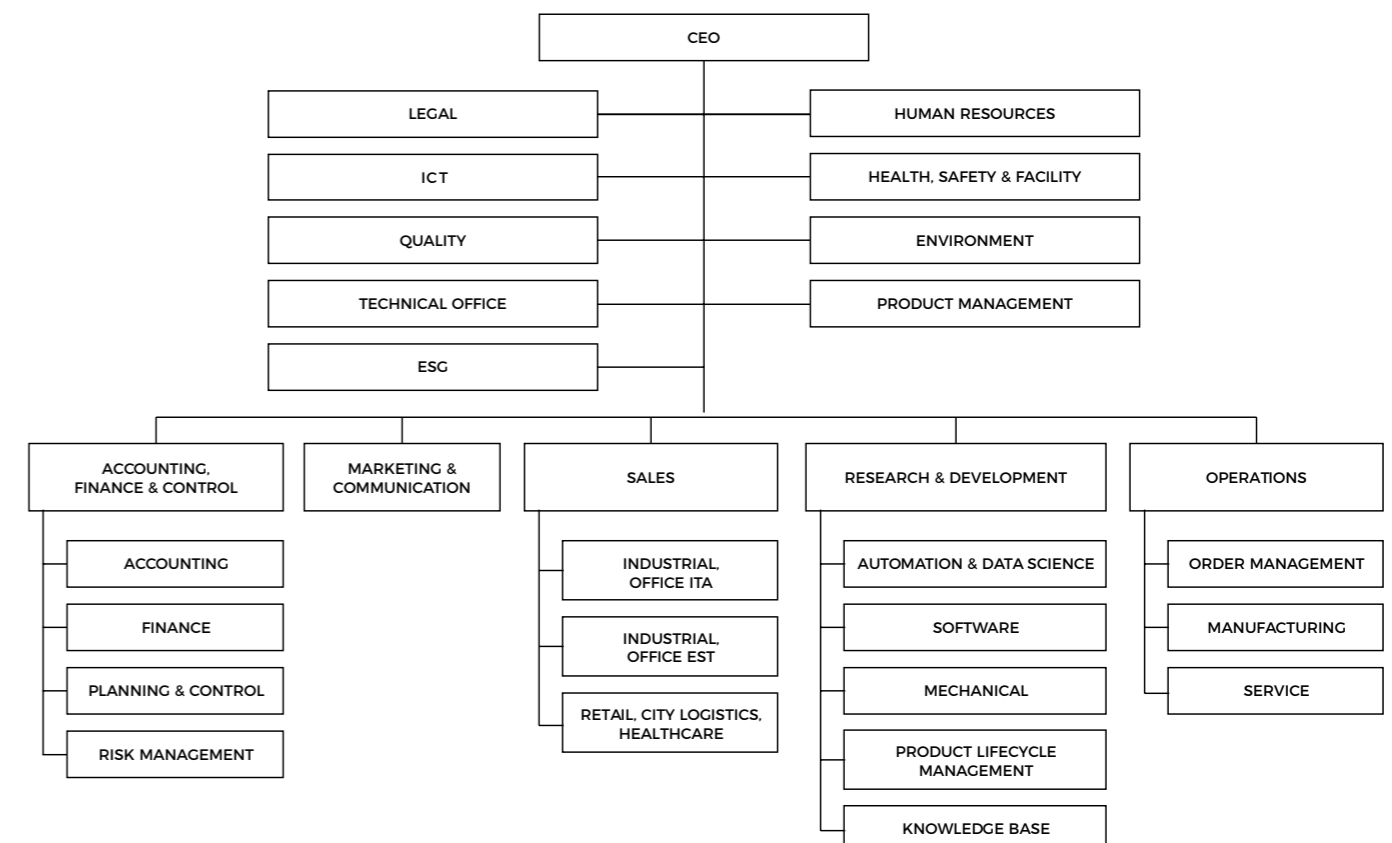 CEO
LEGAL
HUMAN RESOURCES
ICT
HEALTH, SAFETY & FACILITY
QUALITY
ENVIRONMENT
TECHNICAL OFFICE
PRODUCT MANAGEMENT
ESG
ACCOUNTING,
FINANCE & CONTROL
MARKETING &
COMMUNICATION
SALES
RESEARCH & DEVELOPMENT
OPERATIONS
ACCOUNTING
FINANCE
PLANNING & CONTROL
RISK MANAGEMENT
INDUSTRIAL,
OFFICE ITA
INDUSTRIAL,
OFFICE EST
RETAIL, CITY LOGISTICS,
HEALTHCARE
AUTOMATION & DATA SCIENCE
SOFTWARE
MECHANICAL
PRODUCT LIFECYCLE
MANAGEMENT
KNOWLEDGE BASE
ORDER MANAGEMENT
MANUFACTURING
SERVICE